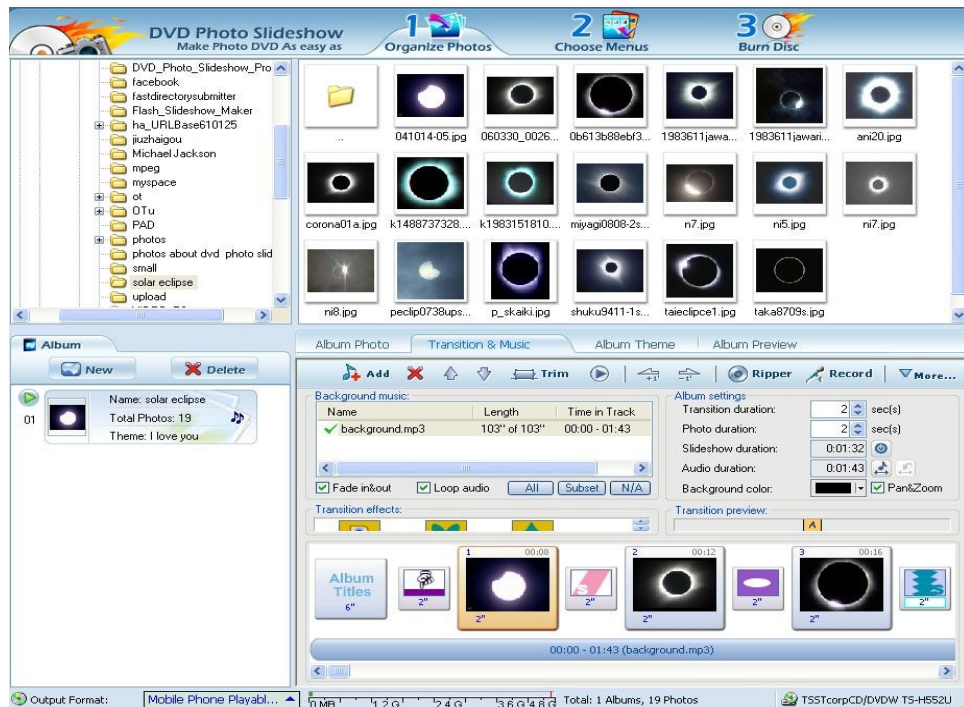 DVD Photo Slideshow
Make Photo DVD As easy as
1
Organize Photos
2
Choose Menus
3
Burn Disc
DVD_Photo_Slideshow_Pro
facebook
fastdirectorysubmitter
Flash_Slideshow_Maker
ha_URLBase610125
jiuzhaigou
Michael Jackson
mpeg
myspace
ot
OTu
PAD
photos
photos about dvd photo slid
small
solar eclipse
upload
..
041014-05.jpg
060330_0026...
0b613b88ebf3...
1983611jawa...
1983611jawari...
ani20.jpg
corona01a.jpg
k1488737328....
k1983151810....
miyagi0808-2s...
n7.jpg
ni5.jpg
ni7.jpg
ni8.jpg
peclip0738ups...
p_skaiki.jpg
shuku9411-1s...
taieclipce1.jpg
taka8709s.jpg
Album
New
Delete
01
Name: solar eclipse
Total Photos: 19
Theme: I love you
Album Photo
Transition & Music
Album Theme
Album Preview
Add
Trim
Ripper
Record
More...
Background music:
Name Length Time in Track
background.mp3 103'' of 103'' 00:00 - 01:43
Fade in&out
Loop audio
All
Subset
N/A
Album settings
Transition duration: 2 sec(s)
Photo duration: 2 sec(s)
Slideshow duration: 0:01:32
Audio duration: 0:01:43
Background color:
Pan&Zoom
Transition effects:
Transition preview:
A
Album
Titles
6''
2''
1 00:08
2''
2''
2 00:12
2''
2''
3 00:16
2''
2''
00:00 - 01:43 (background.mp3)
Output Format:
Mobile Phone Playabl...
0 MB 1.2 G 2.4 G 3.6 G 4.8 G
Total: 1 Albums, 19 Photos
TSSTcorpCD/DVDW TS-H552U